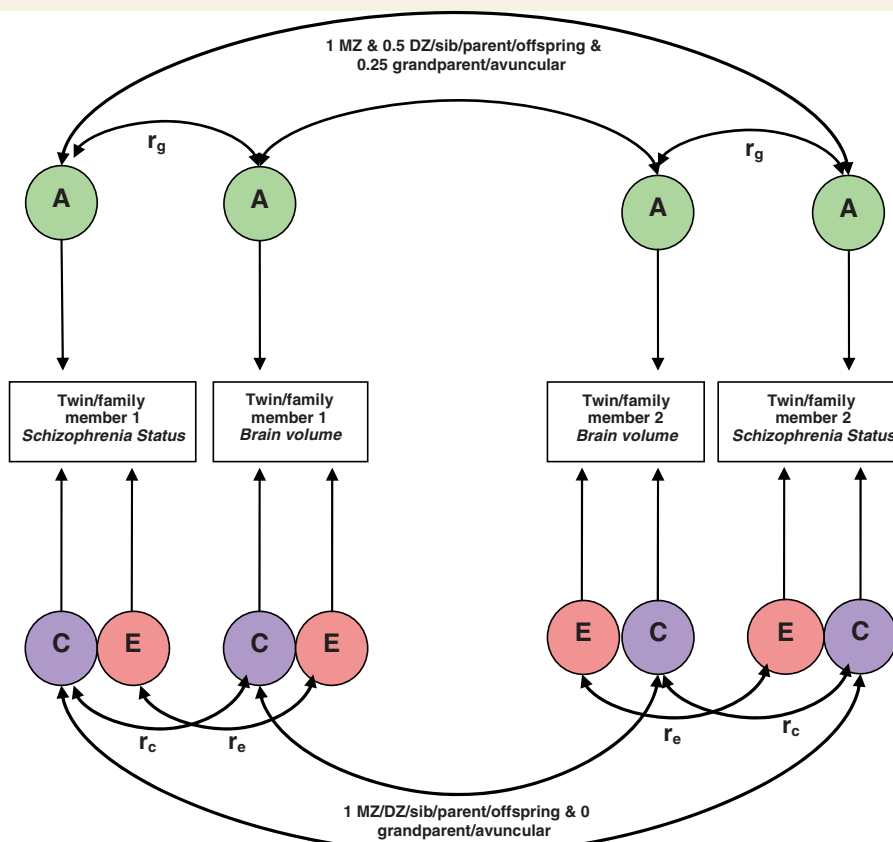 1 MZ & 0.5 DZ/sib/parent/offspring &
0.25 grandparent/avuncular
rg
rg
A
A
A
A
Twin/family
member 1
Schizophrenia Status
Twin/family
member 1
Brain volume
Twin/family
member 2
Brain volume
Twin/family
member 2
Schizophrenia Status
C
E
C
E
E
C
E
C
rc
re
re
rc
1 MZ/DZ/sib/parent/offspring & 0
grandparent/avuncular